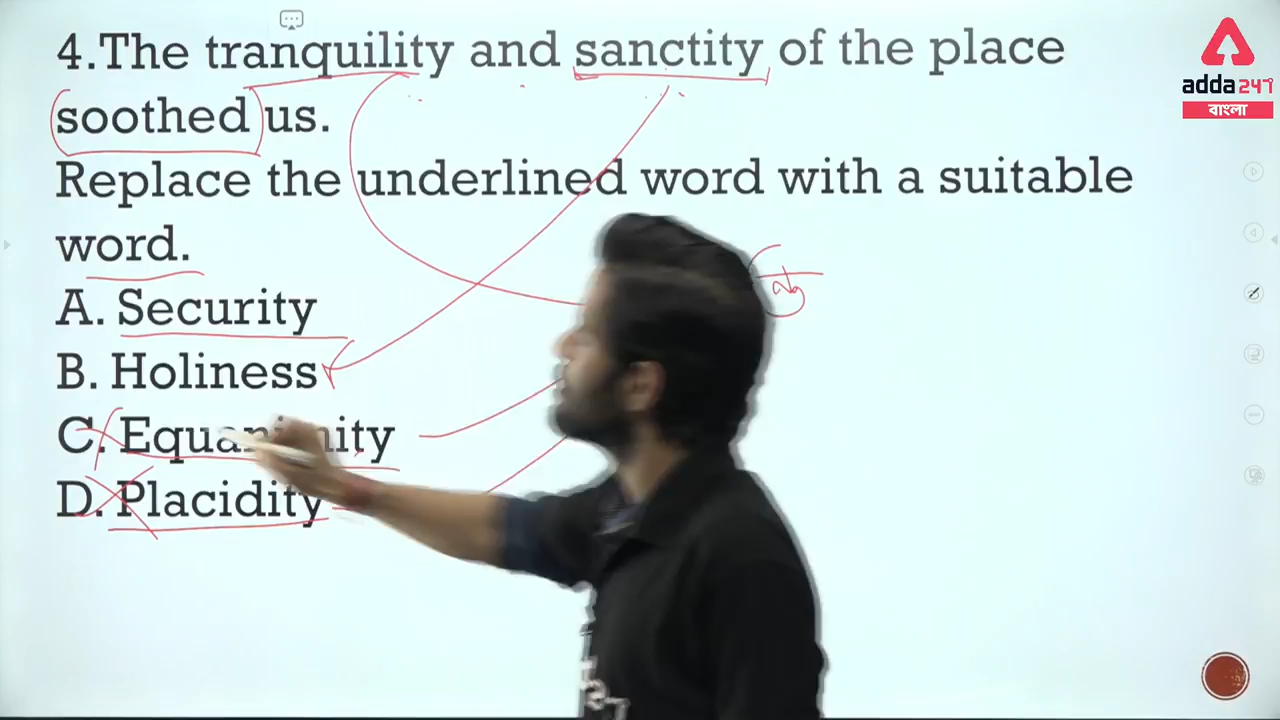 4.The tranquility and sanctity of the place
soothed us.
Replace the underlined word with a suitable
word.
A. Security
B. Holiness
C. Equanimity
D. Placidity
adda247
বাংলা